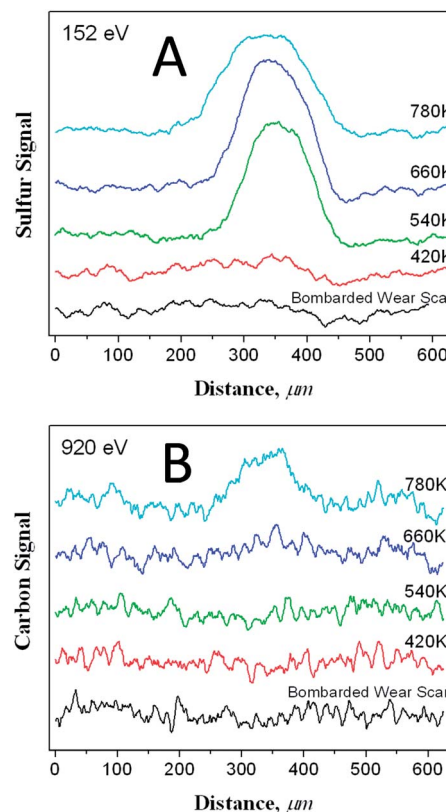 152 eV
A
780K
660K
540K
420K
Bombarded Wear Scar
Sulfur Signal
0
0 100 200 300 400 500 600
Distance, μm
920 eV
B
780K
660K
540K
420K
Bombarded Wear Scar
Carbon Signal
0
0 100 200 300 400 500 600
Distance, μm